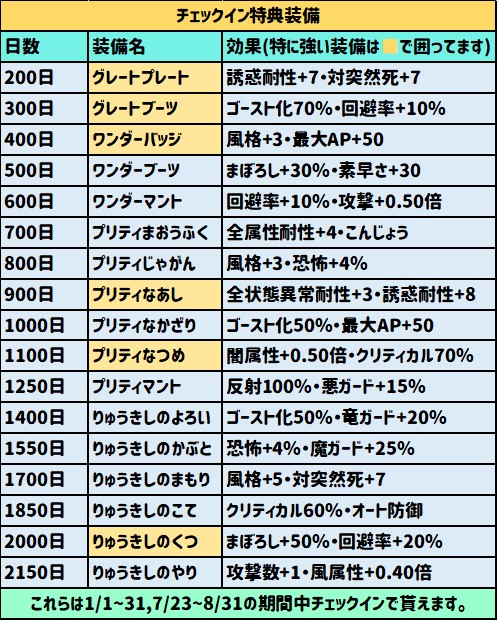 チェックイン特典装備
日数 装備名 効果(特に強い装備は で囲ってます)
200日 グレートプレート 誘惑耐性+7・対突然死+7
300日 グレートブーツ ゴースト化70%・回避率+10%
400日 ワンダーバッジ 風格+3・最大AP+50
500日 ワンダーブーツ まぼろし+30%・素早さ+30
600日 ワンダーマント 回避率+10%・攻撃+0.50倍
700日 プリティまおうふく 全属性耐性+4・こんじょう
800日 プリティじゃがん 風格+3・恐怖+4%
900日 プリティなあし 全状態異常耐性+3・誘惑耐性+8
1000日 プリティなかざり ゴースト化50%・最大AP+50
1100日 プリティなつめ 闇属性+0.50倍・クリティカル70%
1250日 プリティマント 反射100%・悪ガード+15%
1400日 りゅうきしのよろい ゴースト化50%・竜ガード+20%
1550日 りゅうきしのかぶと 恐怖+4%・魔ガード+25%
1700日 りゅうきしのまもり 風格+5・対突然死+7
1850日 りゅうきしのこて クリティカル60%・オート防御
2000日 りゅうきしのくつ まぼろし+50%・回避率+20%
2150日 りゅうきしのやり 攻撃数+1・風属性+0.40倍
これらは1/1~31,7/23~8/31の期間中チェックインで貰えます。